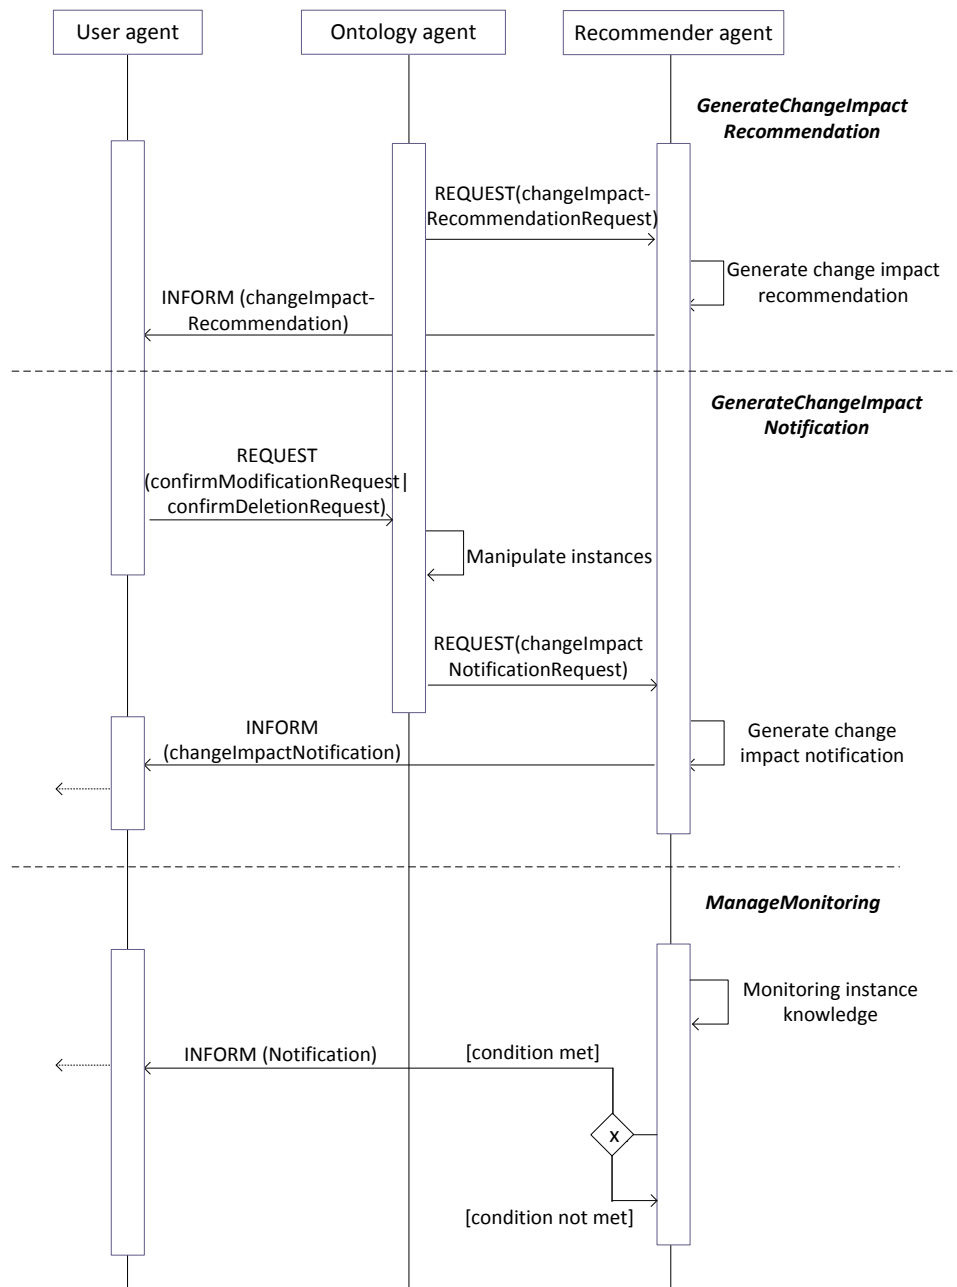 User agent
Ontology agent
Recommender agent
GenerateChangeImpact
Recommendation
REQUEST(changeImpact-
RecommendationRequest)
Generate change impact
recommendation
INFORM (changeImpact-
Recommendation)
GenerateChangeImpact
Notification
REQUEST
(confirmModificationRequest|
confirmDeletionRequest)
Manipulate instances
REQUEST(changeImpact
NotificationRequest)
INFORM
(changeImpactNotification)
Generate change
impact notification
ManageMonitoring
Monitoring instance
knowledge
INFORM (Notification)
[condition met]
x
[condition not met]